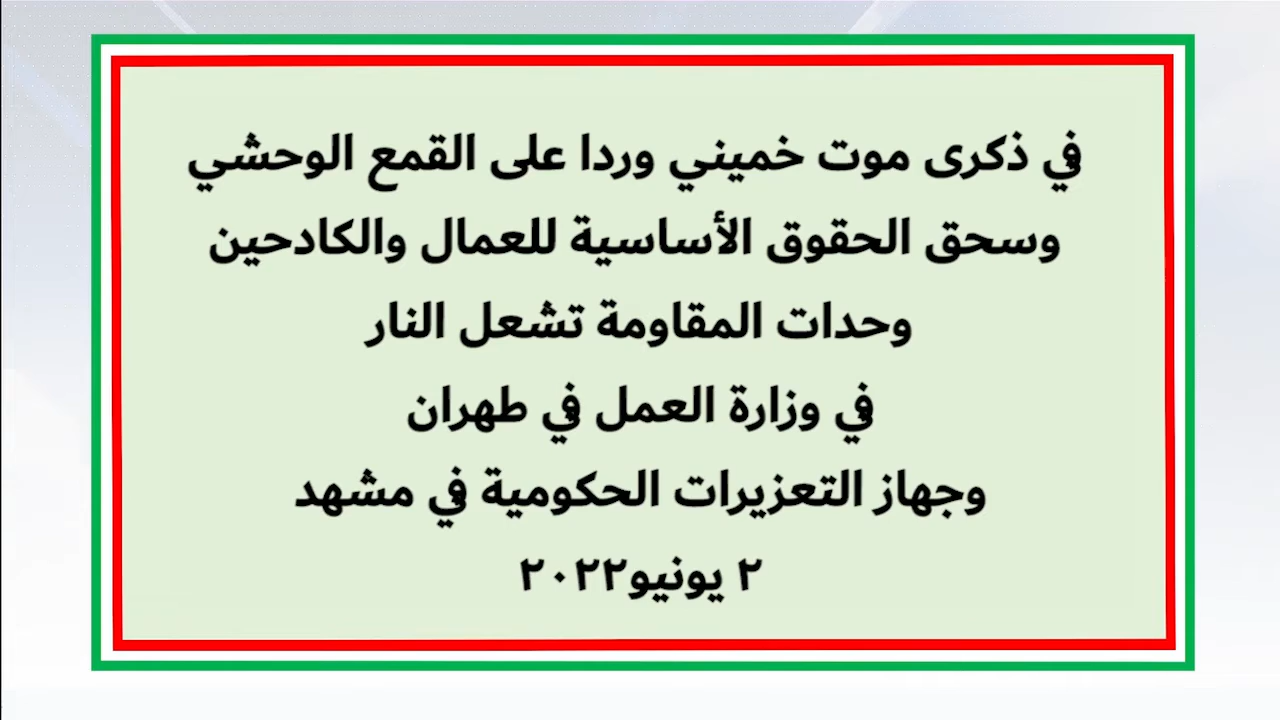 في ذكرى موت خميني وردا على القمع الوحشي
وسحق الحقوق الأساسية للعمال والكادحين
وحدات المقاومة تشعل النار
في وزارة العمل في طهران
وجهاز التعزيرات الحكومية في مشهد
٢ يونيو٢٠٢٢